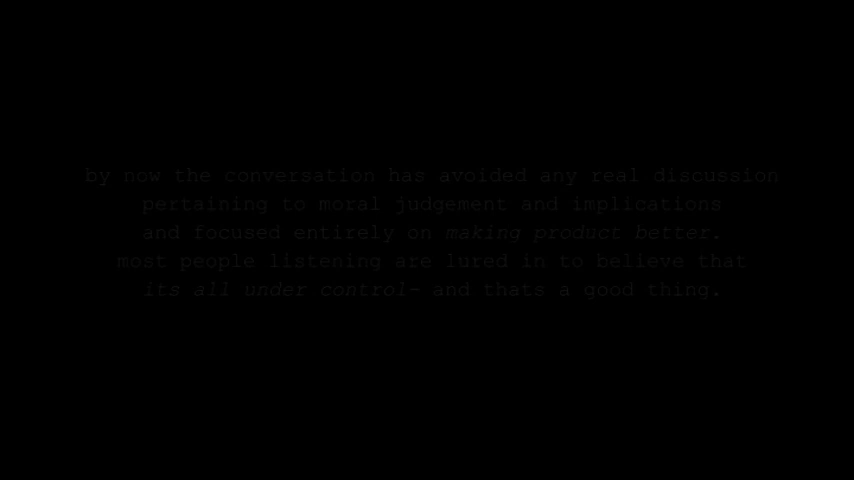 by now the conversation has avoided any real discussion
pertaining to moral judgement and implications
and focused entirely on making product better.
most people listening are lured in to believe that
its all under control- and thats a good thing.